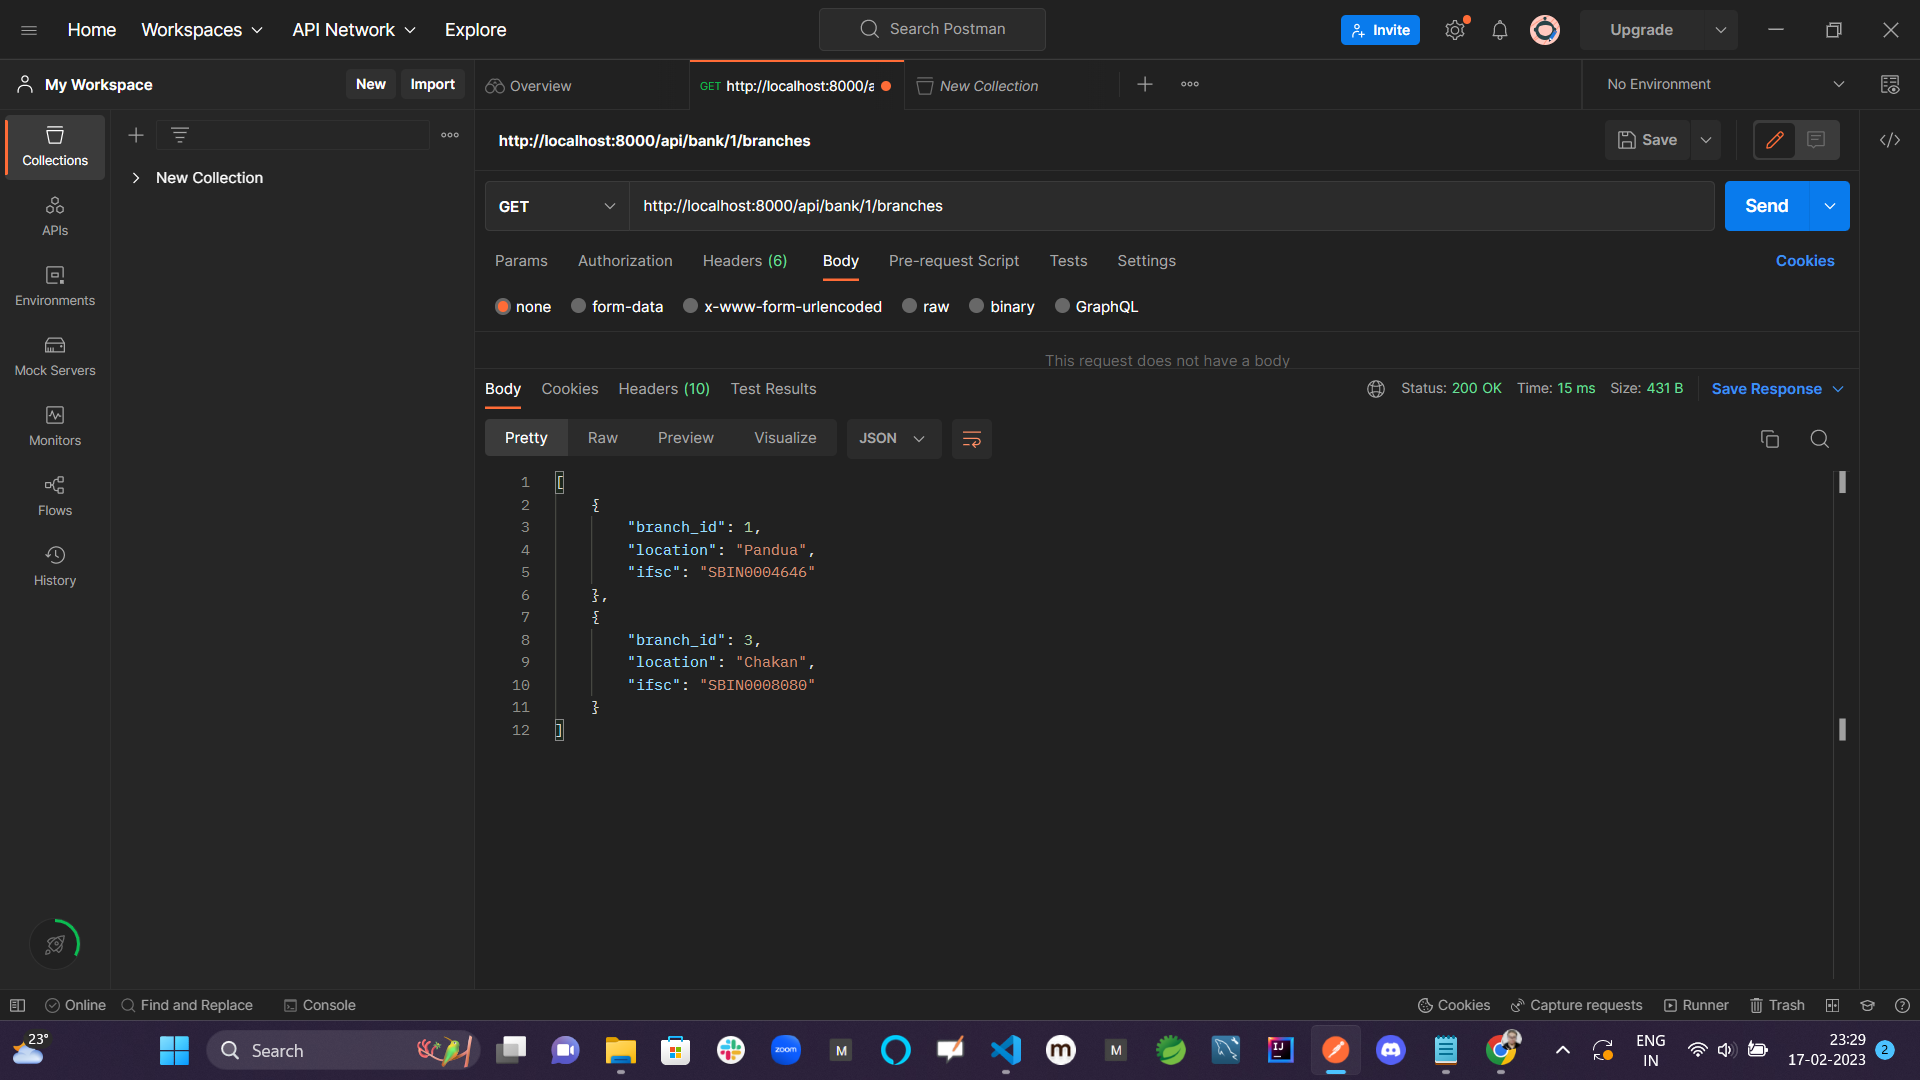 Home Workspaces API Network Explore Search Postman Invite Upgrade
My Workspace New Import Overview GET http://localhost:8000/a New Collection No Environment
http://localhost:8000/api/bank/1/branches Save
Collections
New Collection
GET http://localhost:8000/api/bank/1/branches Send
APIs
Params Authorization Headers (6) Body Pre-request Script Tests Settings Cookies
Environments
none form-data x-www-form-urlencoded raw binary GraphQL
This request does not have a body
Mock Servers
Body Cookies Headers (10) Test Results Status: 200 OK Time: 15 ms Size: 431 B Save Response
Monitors
Pretty Raw Preview Visualize JSON
Flows
History
1 [
2 {
3 "branch_id": 1,
4 "location": "Pandua",
5 "ifsc": "SBIN0004646"
6 },
7 {
8 "branch_id": 3,
9 "location": "Chakan",
10 "ifsc": "SBIN0008080"
11 }
12 ]
Online Find and Replace Console Cookies Capture requests Runner Trash
23° Search zoom M m M IJ ENG 23:29
IN 17-02-2023 2